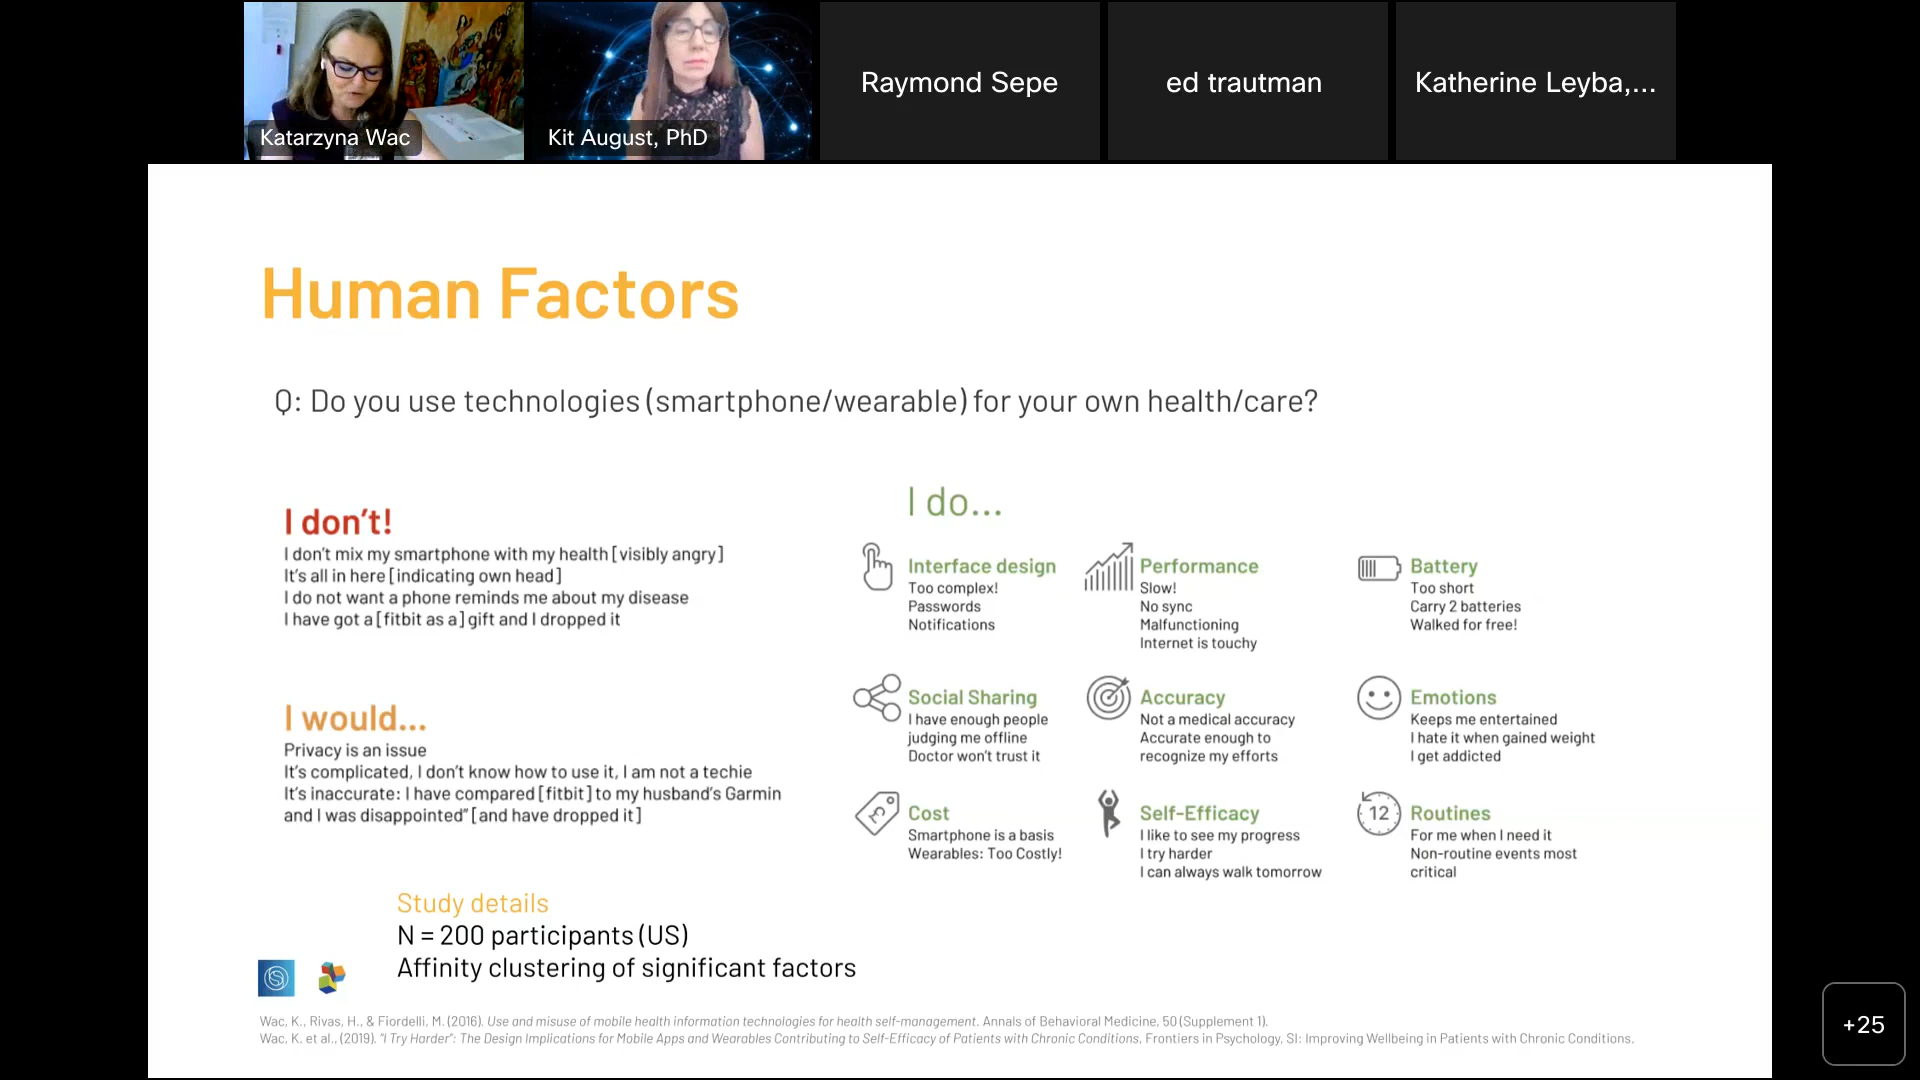 Katarzyna Wac
Kit August, PhD
Raymond Sepe
ed trautman
Katherine Leyba,...
Human Factors
Q: Do you use technologies (smartphone/wearable) for your own health/care?
I don't!
I don't mix my smartphone with my health [visibly angry]
It's all in here [indicating own head]
I do not want a phone reminds me about my disease
I have got a [fitbit as a] gift and I dropped it
I would...
Privacy is an issue
It's complicated, I don't know how to use it, I am not a techie
It's inaccurate: I have compared [fitbit] to my husband's Garmin
and I was disappointed" [and have dropped it]
I do...
Interface design
Too complex!
Passwords
Notifications
Performance
Slow!
No sync
Malfunctioning
Internet is touchy
Battery
Too short
Carry 2 batteries
Walked for free!
Social Sharing
I have enough people
judging me offline
Doctor won't trust it
Accuracy
Not a medical accuracy
Accurate enough to
recognize my efforts
Emotions
Keeps me entertained
I hate it when gained weight
I get addicted
£
Cost
Smartphone is a basis
Wearables: Too Costly!
Self-Efficacy
I like to see my progress
I try harder
I can always walk tomorrow
12
Routines
For me when I need it
Non-routine events most
critical
Study details
N = 200 participants (US)
Affinity clustering of significant factors
Wac, K., Rivas, H., & Fiordelli, M. (2016). Use and misuse of mobile health information technologies for health self-management. Annals of Behavioral Medicine, 50 (Supplement 1).
Wac, K. et al., (2019). "I Try Harder": The Design Implications for Mobile Apps and Wearables Contributing to Self-Efficacy of Patients with Chronic Conditions, Frontiers in Psychology, SI: Improving Wellbeing in Patients with Chronic Conditions.
+25